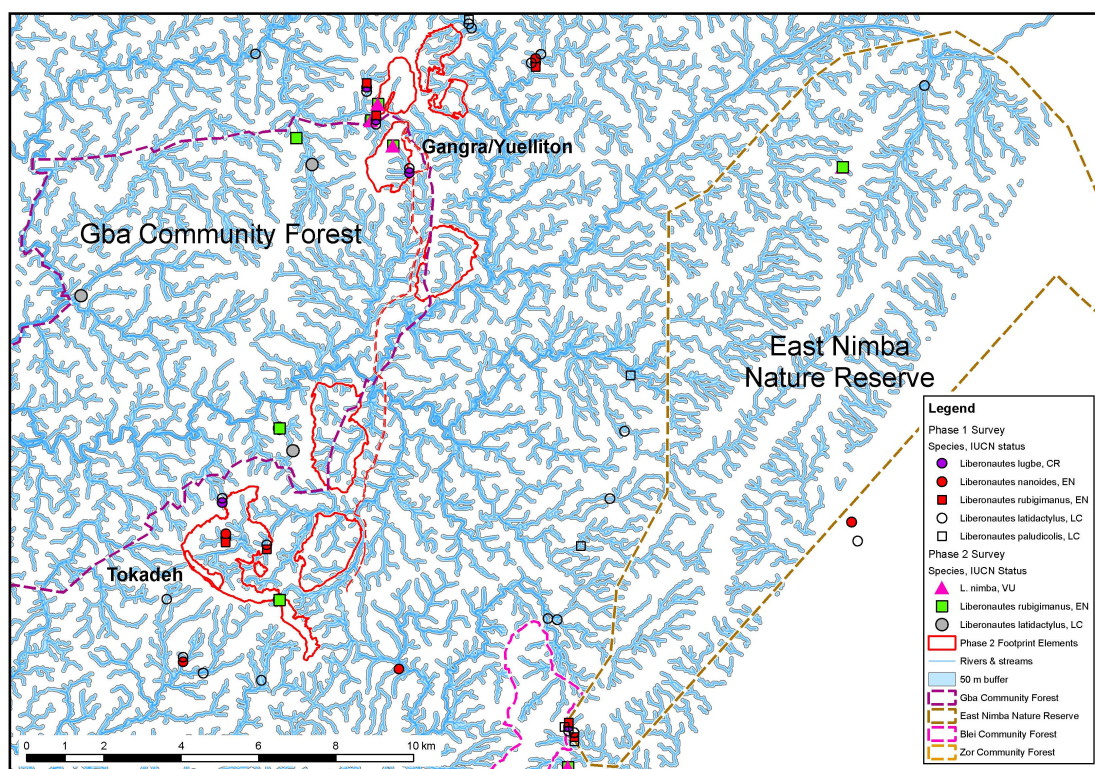 Gangra/Yuelliton
Gba Community Forest
East Nimba
Nature Reserve
Tokadeh
Legend
Phase 1 Survey
Species, IUCN status
Liberonautes lugbe, CR
Liberonautes nanoides, EN
Liberonautes rubigimanus, EN
Liberonautes latidactylus, LC
Liberonautes paludicolis, LC
Phase 2 Survey
Species, IUCN Status
L. nimba, VU
Liberonautes rubigimanus, EN
Liberonautes latidactylus, LC
Phase 2 Footprint Elements
Rivers & streams
50 m buffer
Gba Community Forest
East Nimba Nature Reserve
Blei Community Forest
Zor Community Forest
0 1 2 4 6 8 10 km